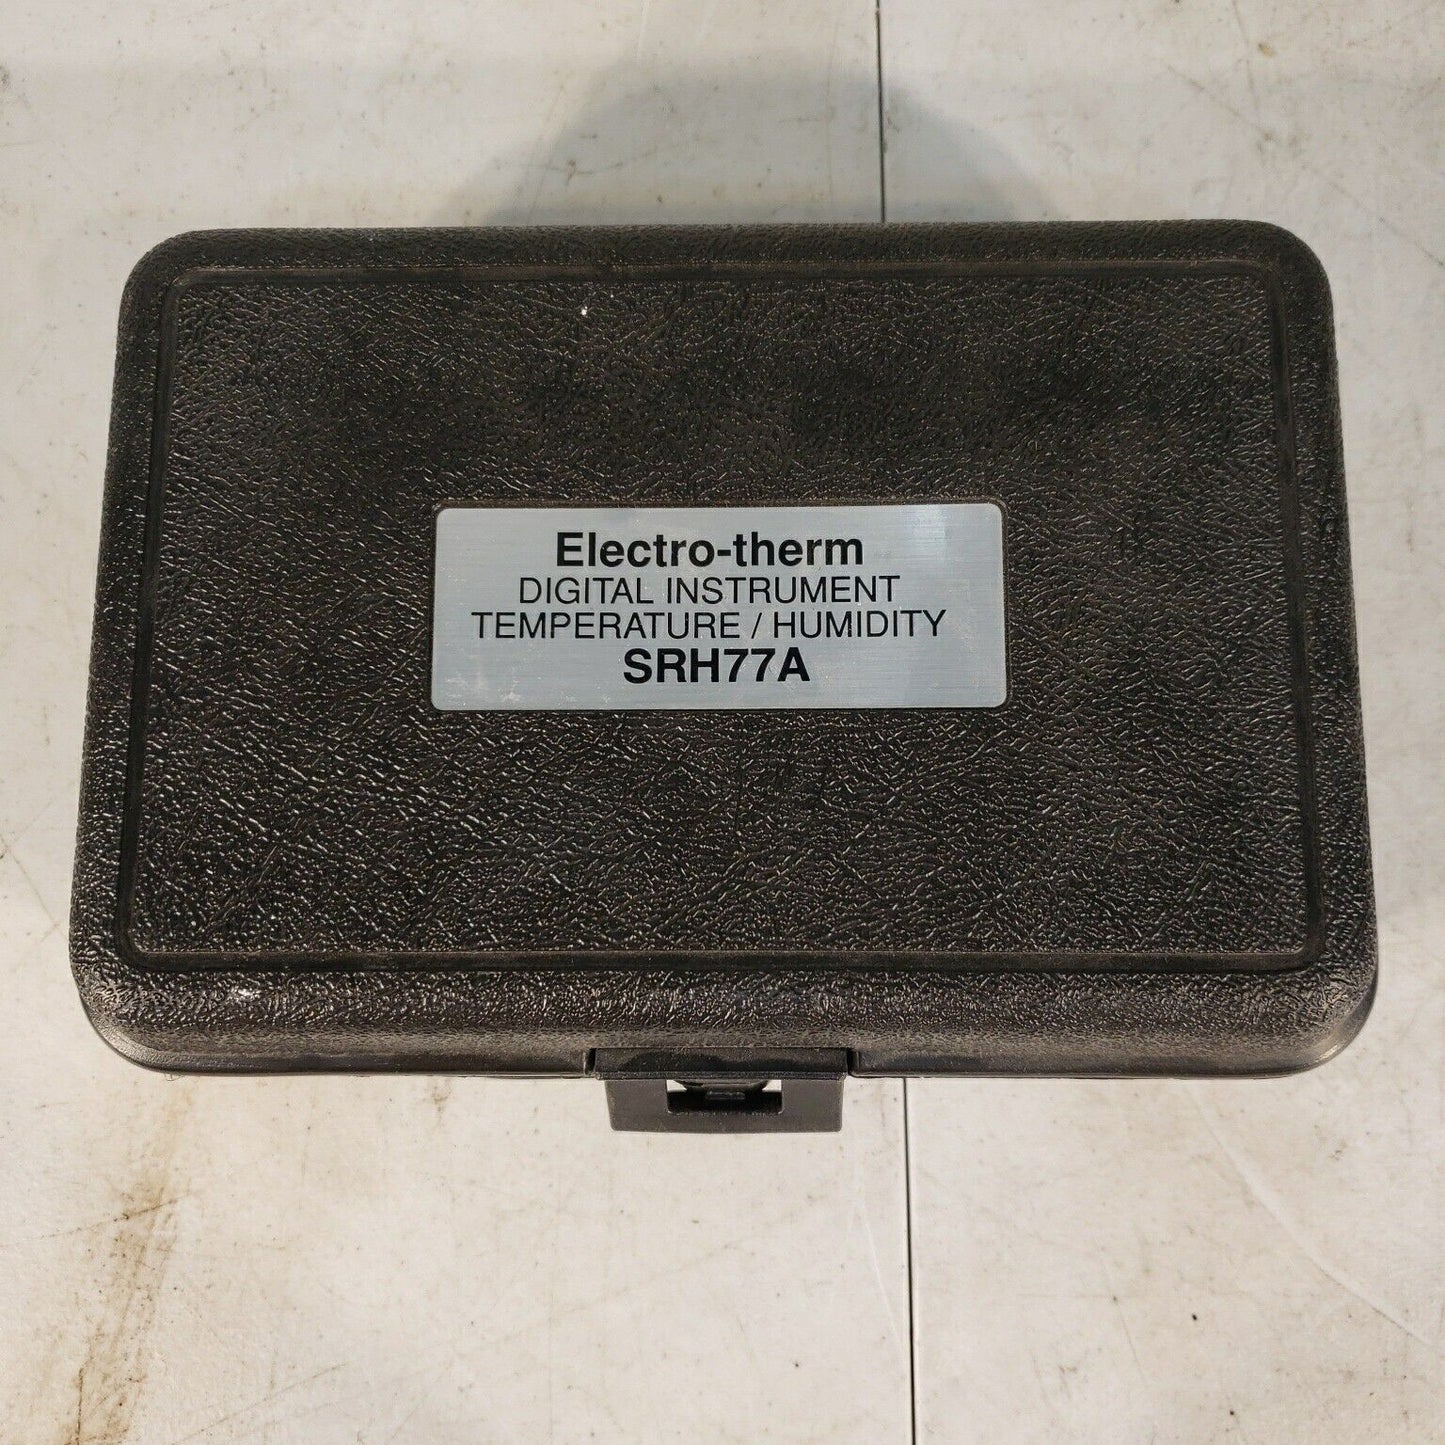 Electro-therm
DIGITAL INSTRUMENT
TEMPERATURE / HUMIDITY
SRH77A